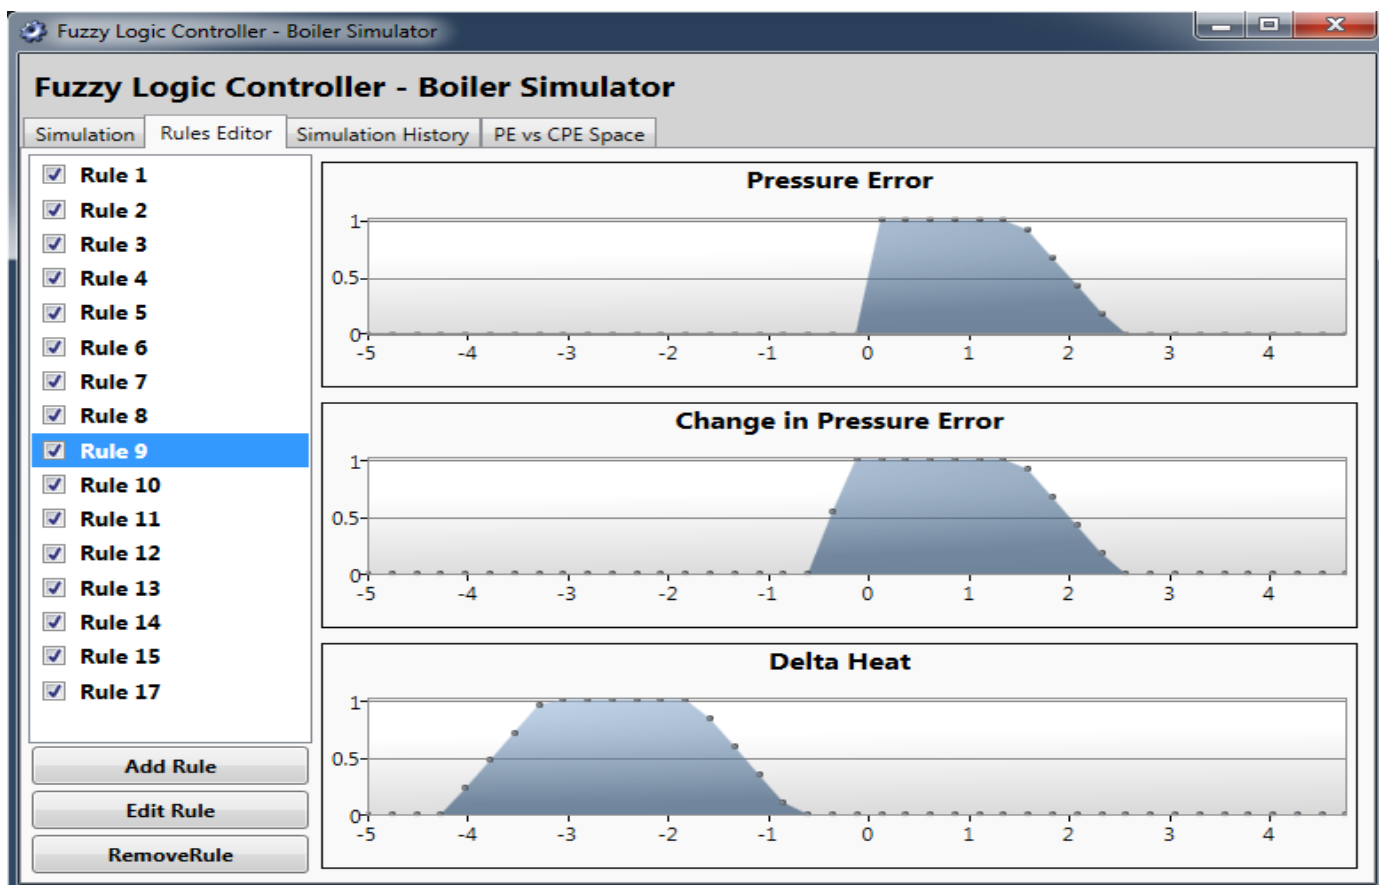 Fuzzy Logic Controller - Boiler Simulator
Fuzzy Logic Controller - Boiler Simulator
Simulation Rules Editor Simulation History PE vs CPE Space
Rule 1
Rule 2
Rule 3
Rule 4
Rule 5
Rule 6
Rule 7
Rule 8
Rule 9
Rule 10
Rule 11
Rule 12
Rule 13
Rule 14
Rule 15
Rule 17
Add Rule
Edit Rule
RemoveRule
Pressure Error
1
0.5
0
-5 -4 -3 -2 -1 0 1 2 3 4
Change in Pressure Error
1
0.5
0
-5 -4 -3 -2 -1 0 1 2 3 4
Delta Heat
1
0.5
0
-5 -4 -3 -2 -1 0 1 2 3 4